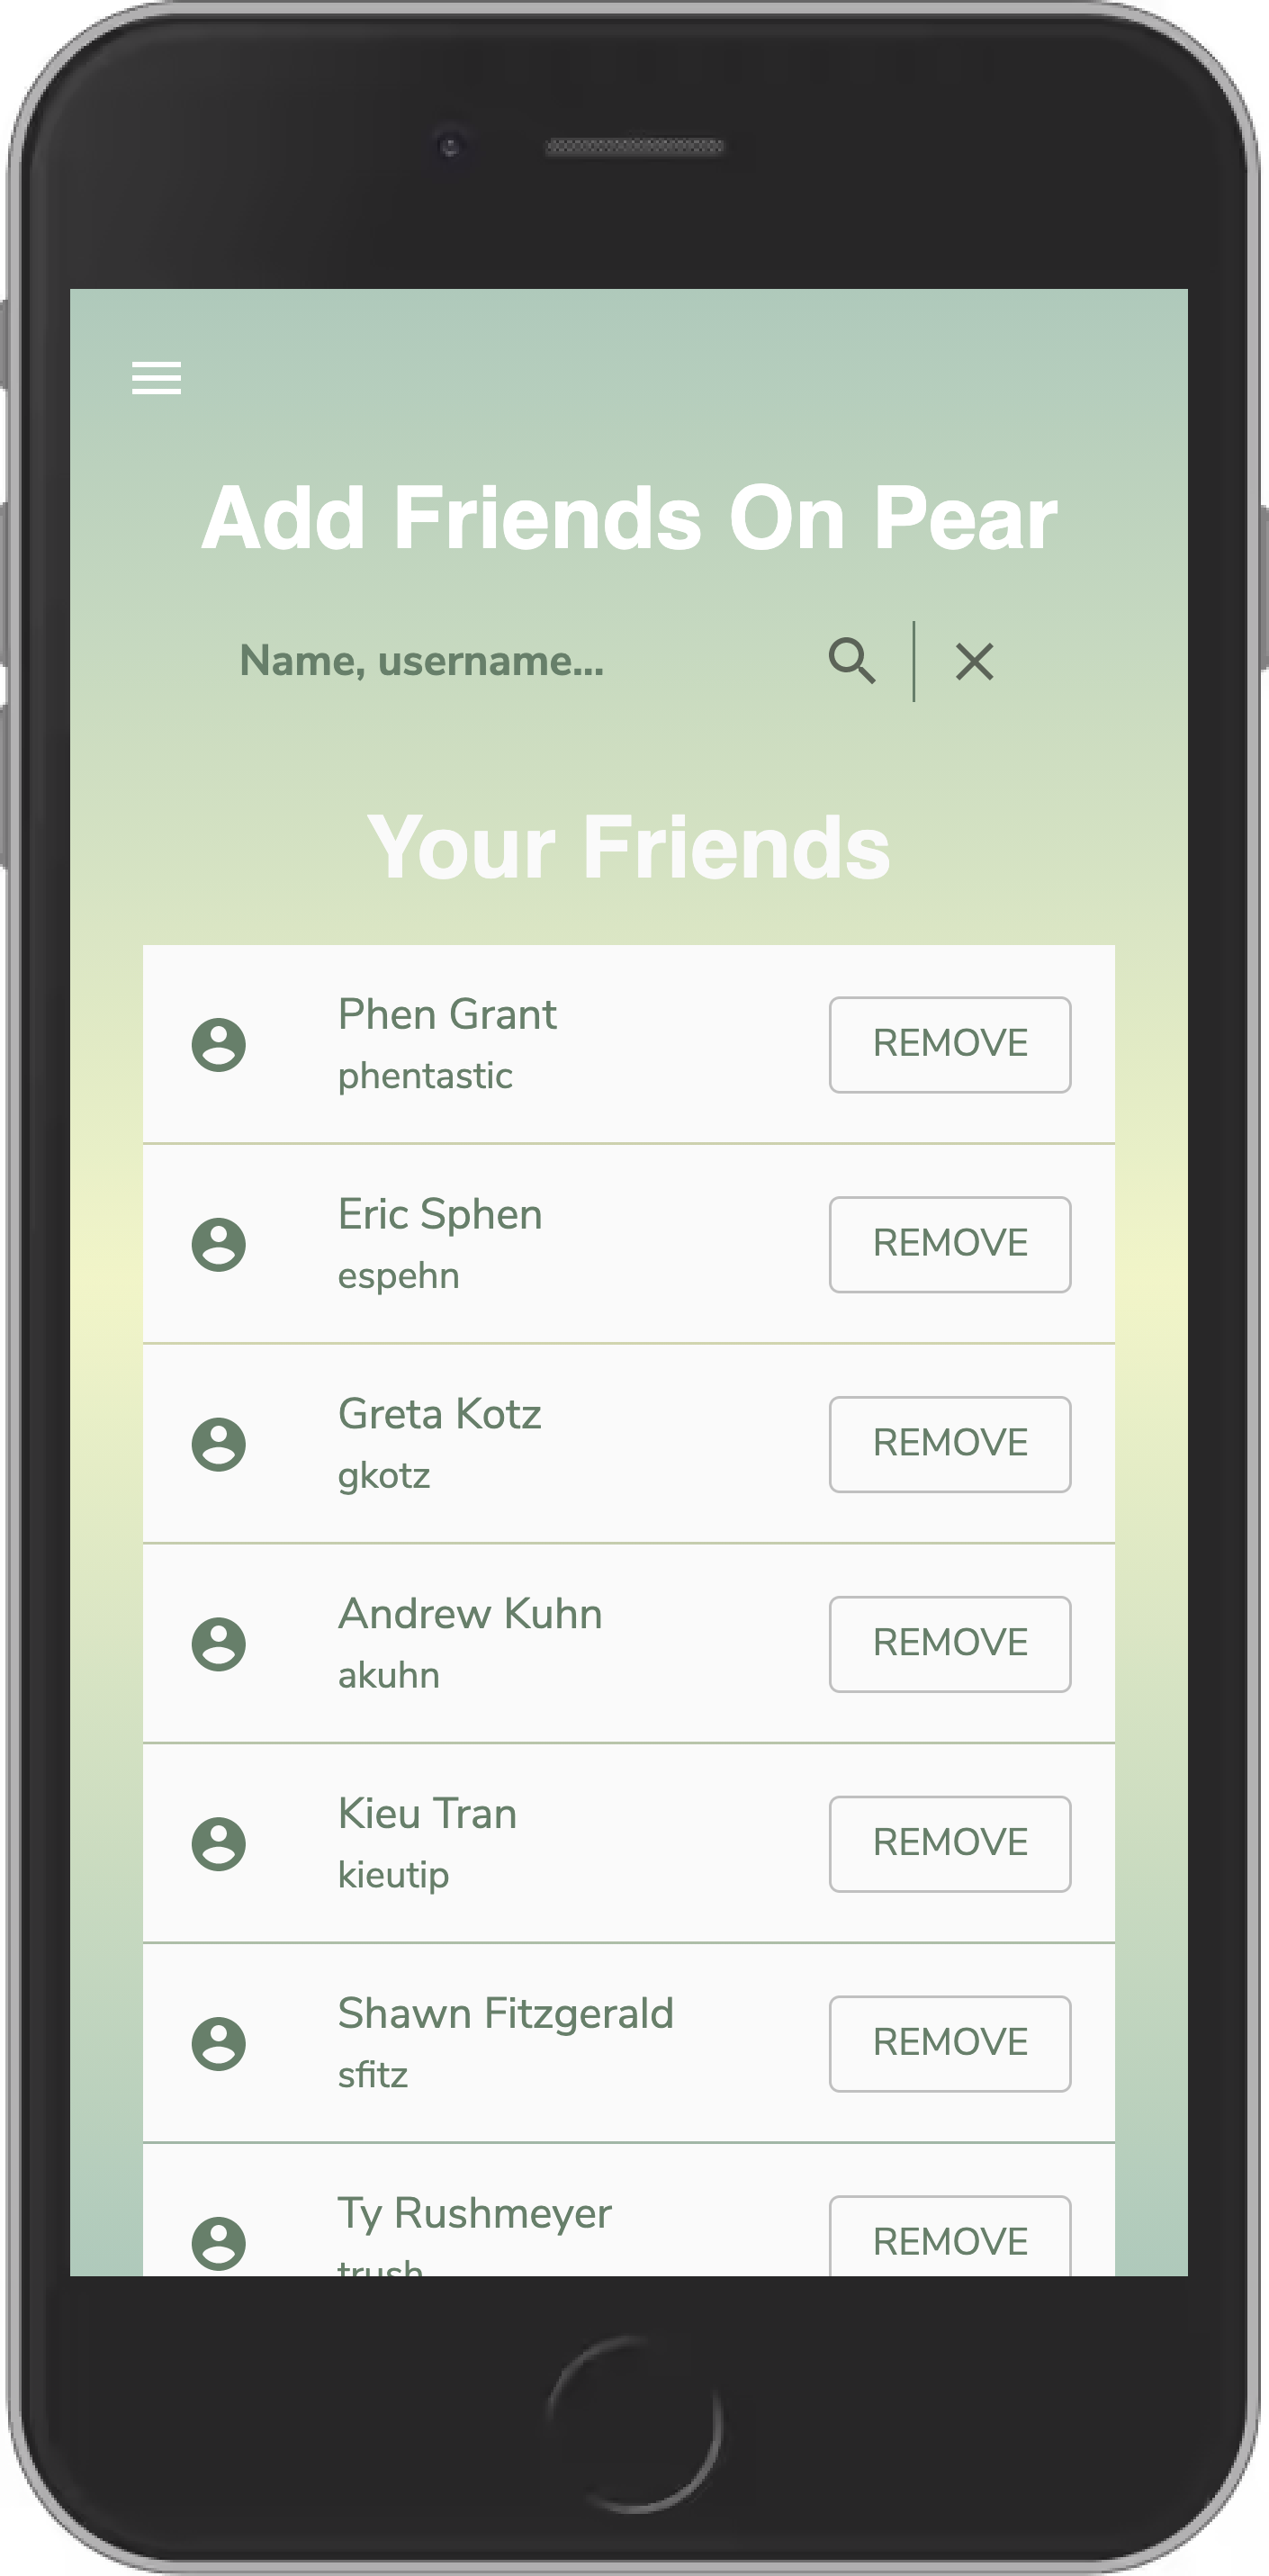 Add Friends On Pear
Name, username...
Your Friends
Phen Grant
phentastic
REMOVE
Eric Sphen
espehn
REMOVE
Greta Kotz
gkotz
REMOVE
Andrew Kuhn
akuhn
REMOVE
Kieu Tran
kieutip
REMOVE
Shawn Fitzgerald
sfitz
REMOVE
Ty Rushmeyer
trush
REMOVE